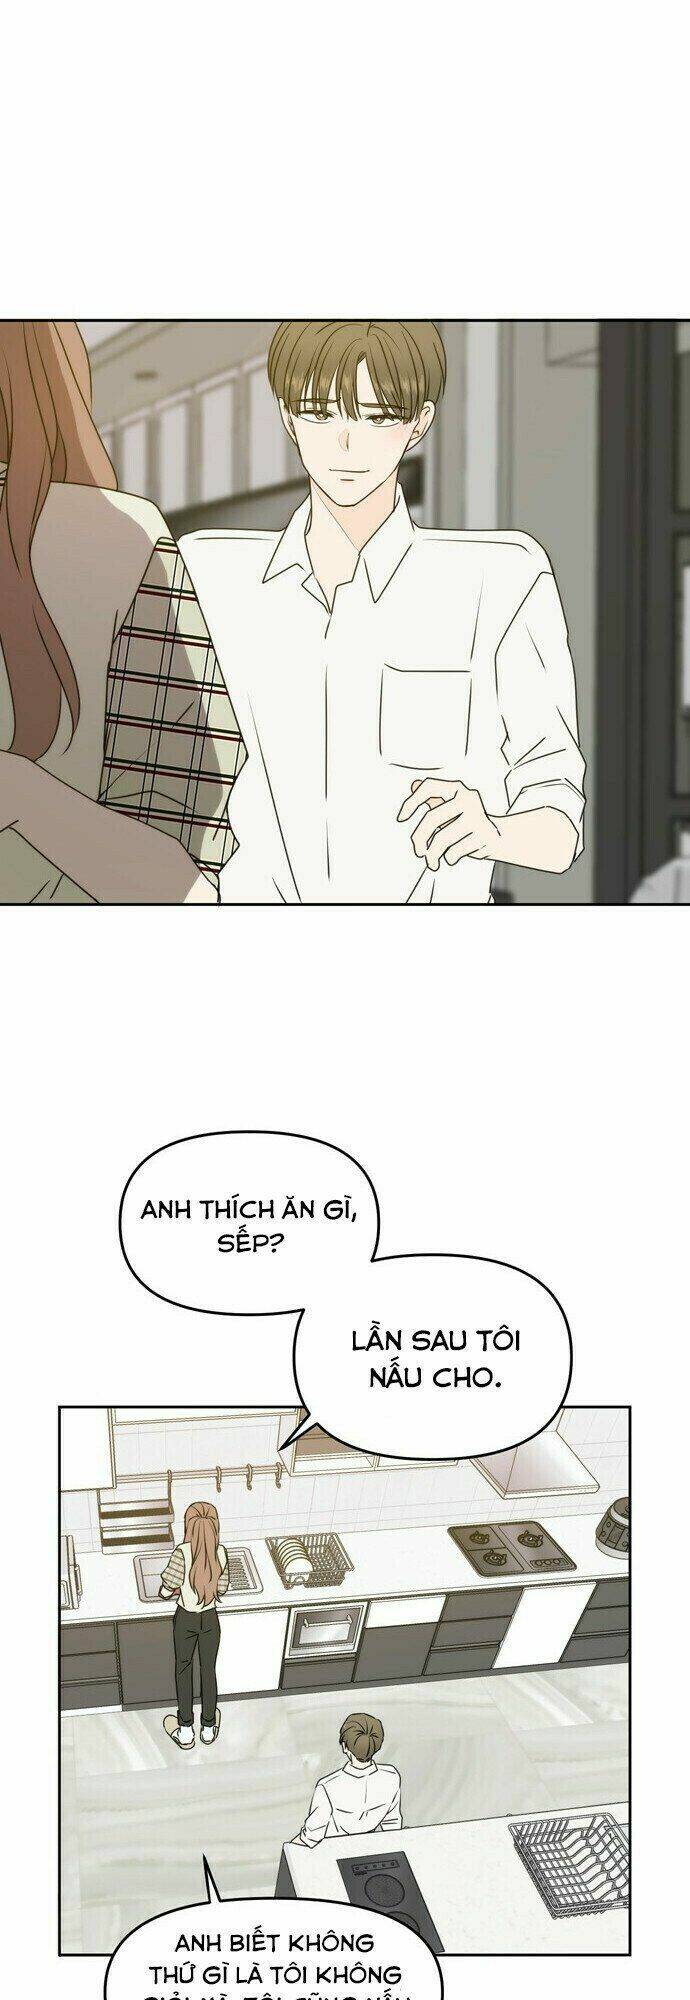 ANH THÍCH ĂN GÌ,
SẾP?
LẦN SAU TÔI
NẤU CHO.
ANH BIẾT KHÔNG
THỨ GÌ LÀ TÔI KHÔNG